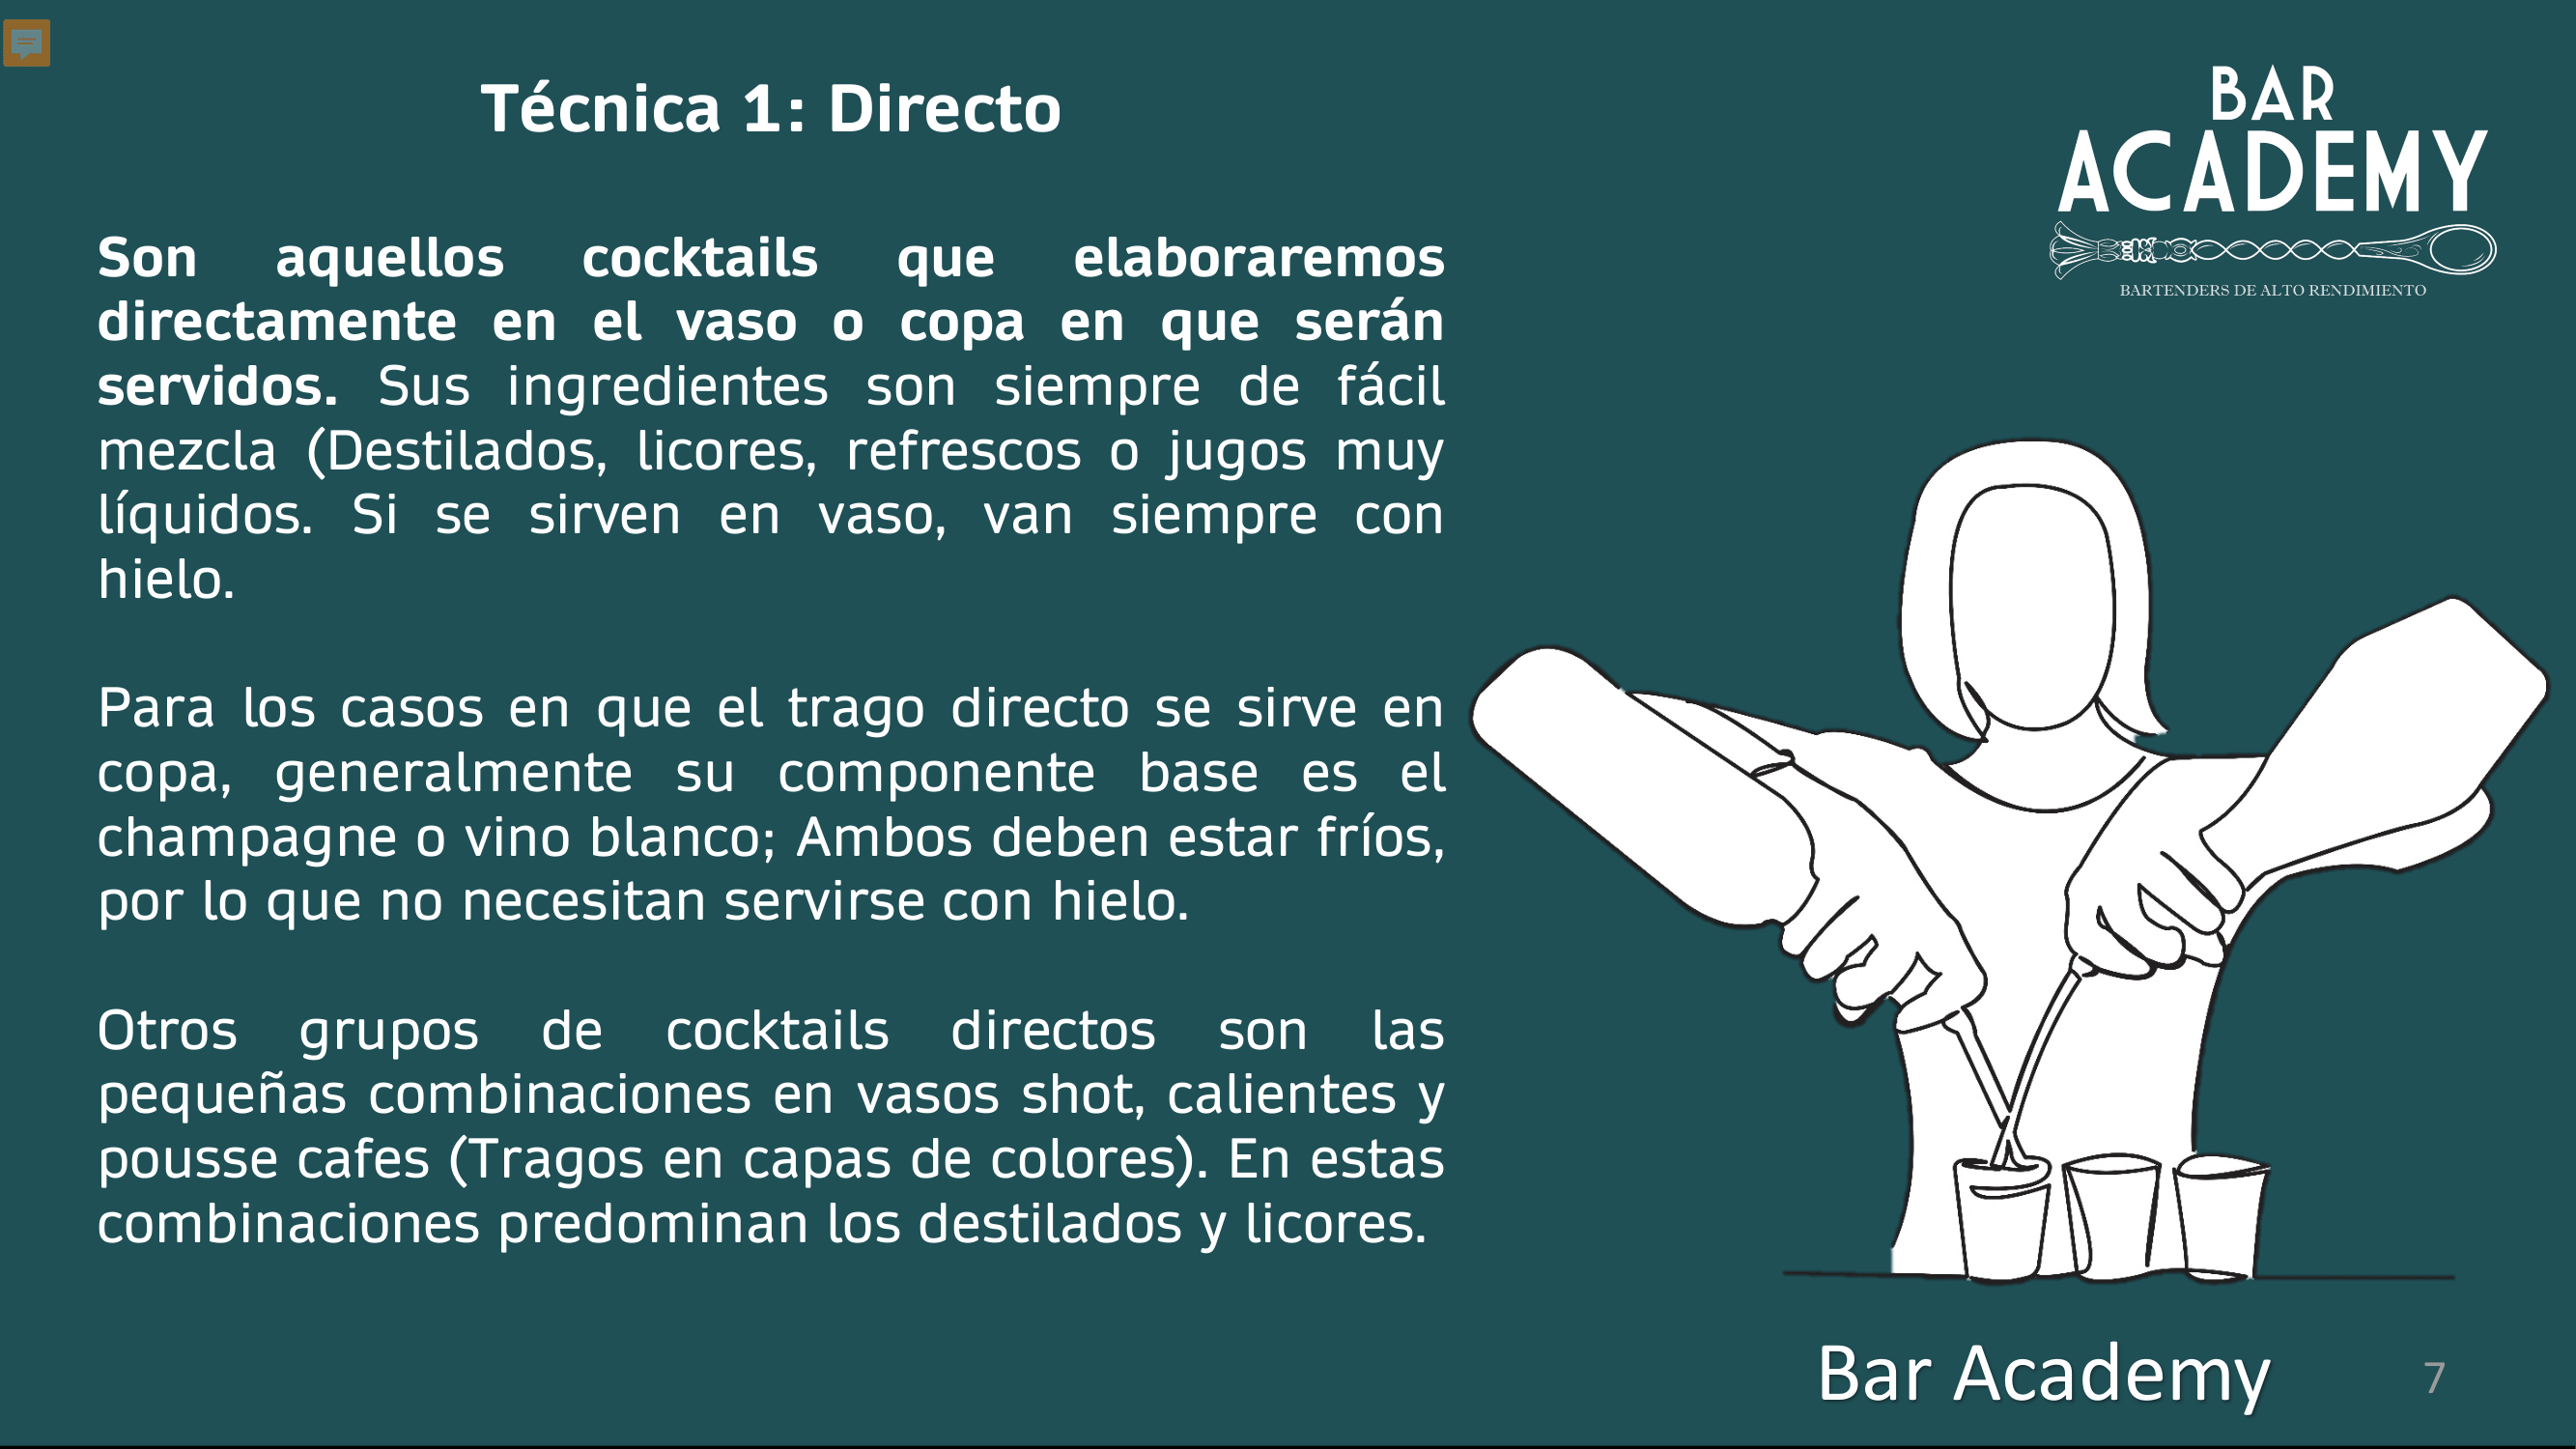 Técnica 1: Directo
BAR
ACADEMY
BARTENDERS DE ALTO RENDIMIENTO
Son aquellos cocktails que elaboraremos
directamente en el vaso o copa en que serán
servidos. Sus ingredientes son siempre de fácil
mezcla (Destilados, licores, refrescos o jugos muy
líquidos. Si se sirven en vaso, van siempre con
hielo.
Para los casos en que el trago directo se sirve en
copa, generalmente su componente base es el
champagne o vino blanco; Ambos deben estar fríos,
por lo que no necesitan servirse con hielo.
Otros grupos de cocktails directos son las
pequeñas combinaciones en vasos shot, calientes y
pousse cafes (Tragos en capas de colores). En estas
combinaciones predominan los destilados y licores.
Bar Academy
7